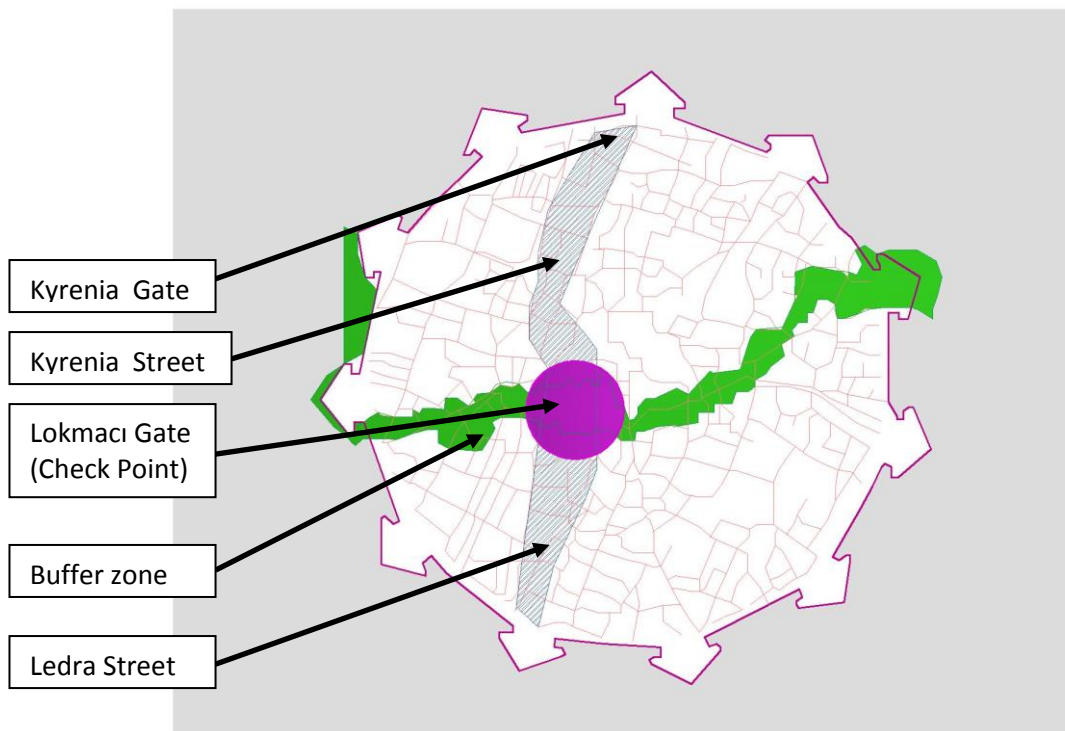 Kyrenia Gate
Kyrenia Street
Lokmacı Gate
(Check Point)
Buffer zone
Ledra Street